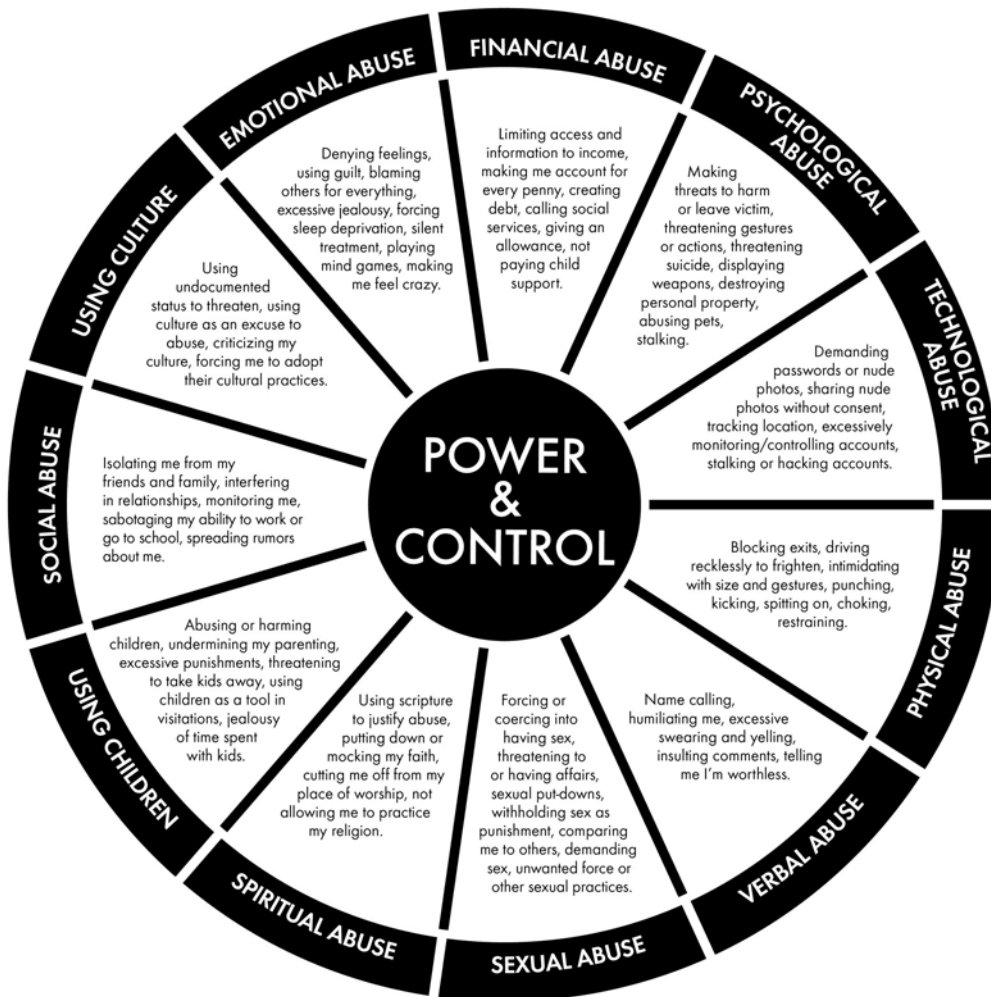 POWER
&
CONTROL
FINANCIAL ABUSE
Limiting access and
information to income,
making me account for
every penny, creating
debt, calling social
services, giving an
allowance, not
paying child
support.
PSYCHOLOGICAL
ABUSE
Making
threats to harm
or leave victim,
threatening gestures
or actions, threatening
suicide, displaying
weapons, destroying
personal property,
abusing pets,
stalking.
TECHNOLOGICAL
ABUSE
Demanding
passwords or nude
photos, sharing nude
photos without consent,
tracking location, excessively
monitoring/controlling accounts,
stalking or hacking accounts.
PHYSICAL ABUSE
Blocking exits, driving
recklessly to frighten, intimidating
with size and gestures, punching,
kicking, spitting on, choking,
restraining.
VERBAL ABUSE
Name calling,
humiliating me, excessive
swearing and yelling,
insulting comments, telling
me I'm worthless.
SEXUAL ABUSE
Forcing or
coercing into
having sex,
threatening to
or having affairs,
sexual put-downs,
withholding sex as
punishment, comparing
me to others, demanding
sex, unwanted force or
other sexual practices.
SPIRITUAL ABUSE
Using scripture
to justify abuse,
putting down or
mocking my faith,
cutting me off from my
place of worship, not
allowing me to practice
my religion.
USING CHILDREN
Abusing or harming
children, undermining my parenting,
excessive punishments, threatening
to take kids away, using
children as a tool in
visitations, jealousy
of time spent
with kids.
SOCIAL ABUSE
Isolating me from my
friends and family, interfering
in relationships, monitoring me,
sabotaging my ability to work or
go to school, spreading rumors
about me.
USING CULTURE
Using
undocumented
status to threaten, using
culture as an excuse to
abuse, criticizing my
culture, forcing me to adopt
their cultural practices.
EMOTIONAL ABUSE
Denying feelings,
using guilt, blaming
others for everything,
excessive jealousy, forcing
sleep deprivation, silent
treatment, playing
mind games, making
me feel crazy.